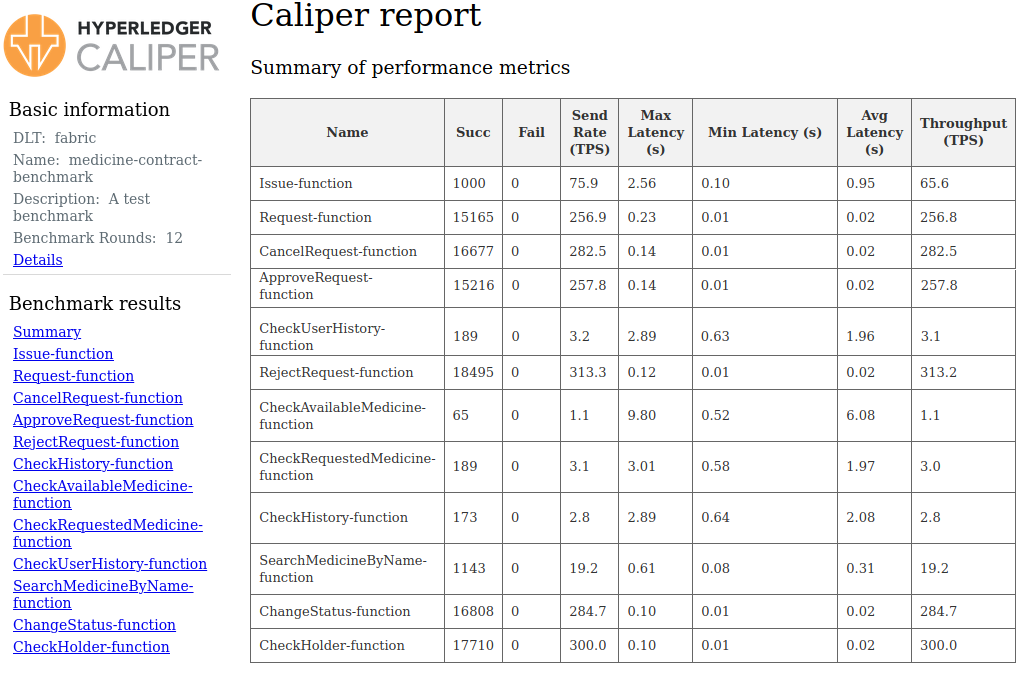 HYPERLEDGER
CALIPER
Basic information
DLT: fabric
Name: medicine-contract-
benchmark
Description: A test
benchmark
Benchmark Rounds: 12
Details
Benchmark results
Summary
Issue-function
Request-function
CancelRequest-function
ApproveRequest-function
RejectRequest-function
CheckHistory-function
CheckAvailableMedicine-
function
CheckRequestedMedicine-
function
CheckUserHistory-function
SearchMedicineByName-
function
ChangeStatus-function
CheckHolder-function
Caliper report
Summary of performance metrics
Name Succ Fail Send Rate (TPS) Max Latency (s) Min Latency (s) Avg Latency (s) Throughput (TPS)
Issue-function 1000 0 75.9 2.56 0.10 0.95 65.6
Request-function 15165 0 256.9 0.23 0.01 0.02 256.8
CancelRequest-function 16677 0 282.5 0.14 0.01 0.02 282.5
ApproveRequest-function 15216 0 257.8 0.14 0.01 0.02 257.8
CheckUserHistory-function 189 0 3.2 2.89 0.63 1.96 3.1
RejectRequest-function 18495 0 313.3 0.12 0.01 0.02 313.2
CheckAvailableMedicine-function 65 0 1.1 9.80 0.52 6.08 1.1
CheckRequestedMedicine-function 189 0 3.1 3.01 0.58 1.97 3.0
CheckHistory-function 173 0 2.8 2.89 0.64 2.08 2.8
SearchMedicineByName-function 1143 0 19.2 0.61 0.08 0.31 19.2
ChangeStatus-function 16808 0 284.7 0.10 0.01 0.02 284.7
CheckHolder-function 17710 0 300.0 0.10 0.01 0.02 300.0